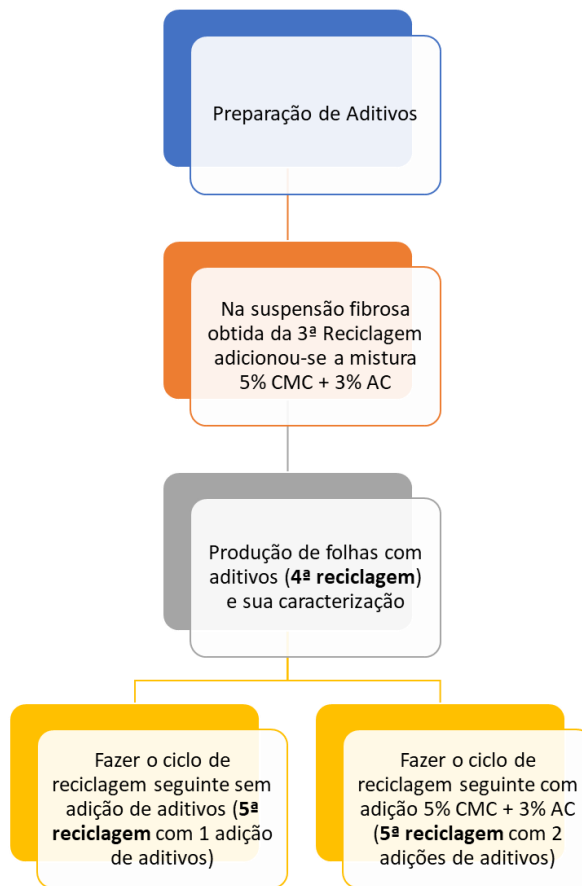 Preparação de Aditivos
Na suspensão fibrosa
obtida da 3ª Reciclagem
adicionou-se a mistura
5% CMC + 3% AC
Produção de folhas com
aditivos (4ª reciclagem)
e sua caracterização
Fazer o ciclo de
reciclagem seguinte sem
adição de aditivos (5ª
reciclagem com 1 adição
de aditivos)
Fazer o ciclo de
reciclagem seguinte com
adição 5% CMC + 3% AC
(5ª reciclagem com 2
adições de aditivos)